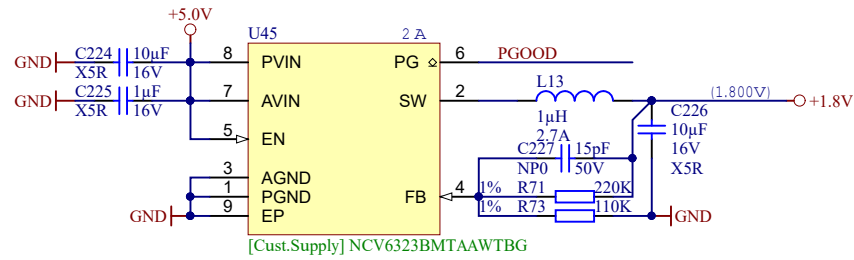 +5.0V
U45
2 A
GND
C224
10µF
X5R
16V
8
PVIN
PG
6
PGOOD
GND
C225
1µF
X5R
16V
7
AVIN
SW
2
L13
1µH
2.7A
(1.800V)
+1.8V
C226
10µF
16V
X5R
5
EN
C227
15pF
NP0
50V
3
AGND
1
PGND
9
EP
GND
FB
4
1%
R71
220K
1%
R73
110K
GND
[Cust.Supply] NCV6323BMTAAWTBG